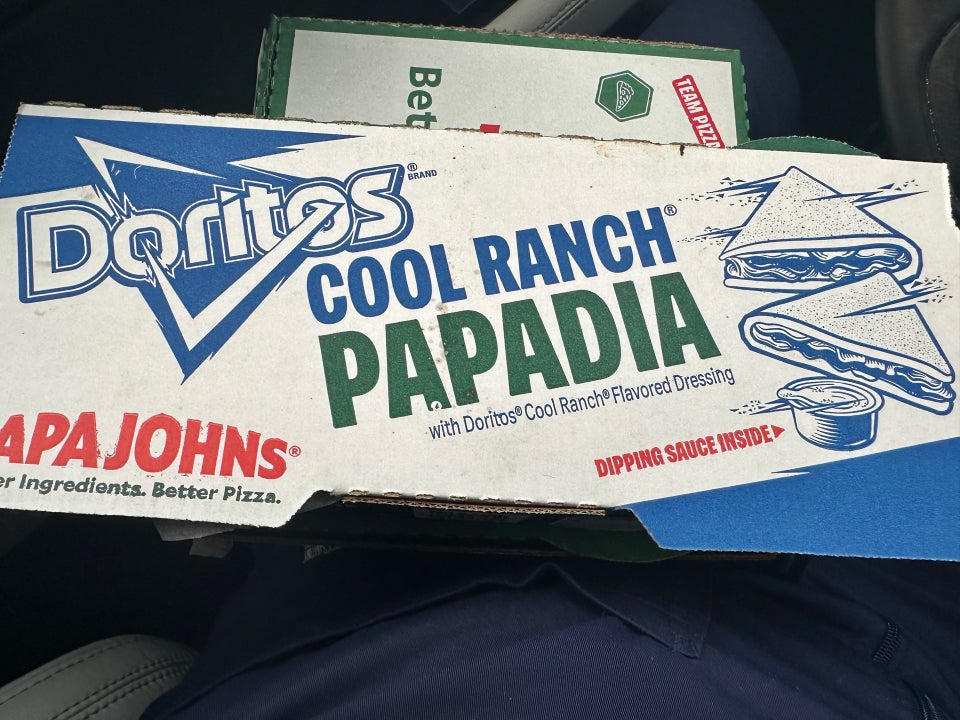 Bet
TEAM PIZZ
Doritos®
BRAND
COOL RANCH®
PAPADIA
with Doritos® Cool Ranch® Flavored Dressing
APA JOHNS®
er Ingredients. Better Pizza.
DIPPING SAUCE INSIDE